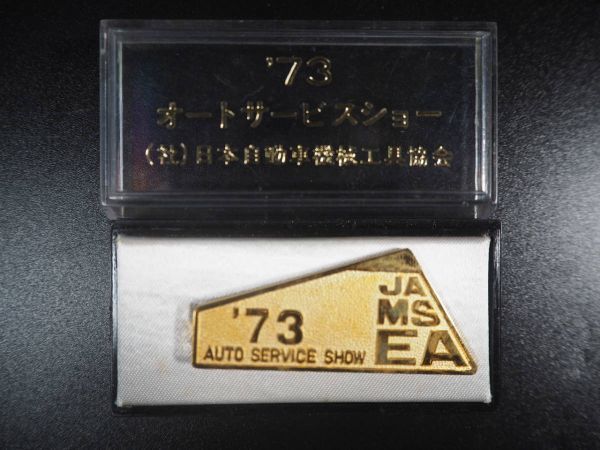 '73
オートサービスショー
(社)日本自動車機械工具協会
'73
AUTO SERVICE SHOW
JA
MS
EA